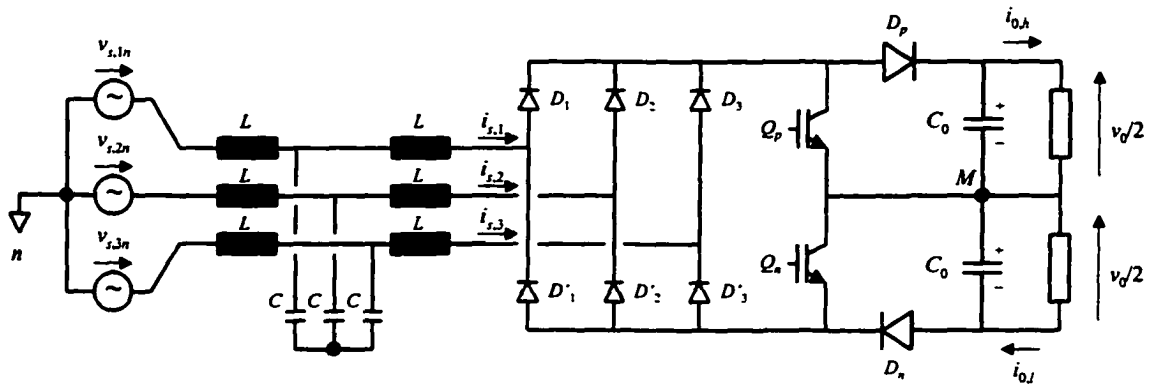 v_{s,1n}
v_{s,2n}
v_{s,3n}
n
L
L
L
L
L
L
C
C
C
i_{s,1}
i_{s,2}
i_{s,3}
D_1
D_2
D_3
D'_1
D'_2
D'_3
Q_p
Q_n
D_p
D_n
i_{0,h}
C_0
+
−
v_0/2
M
C_0
+
−
v_0/2
i_{0,l}